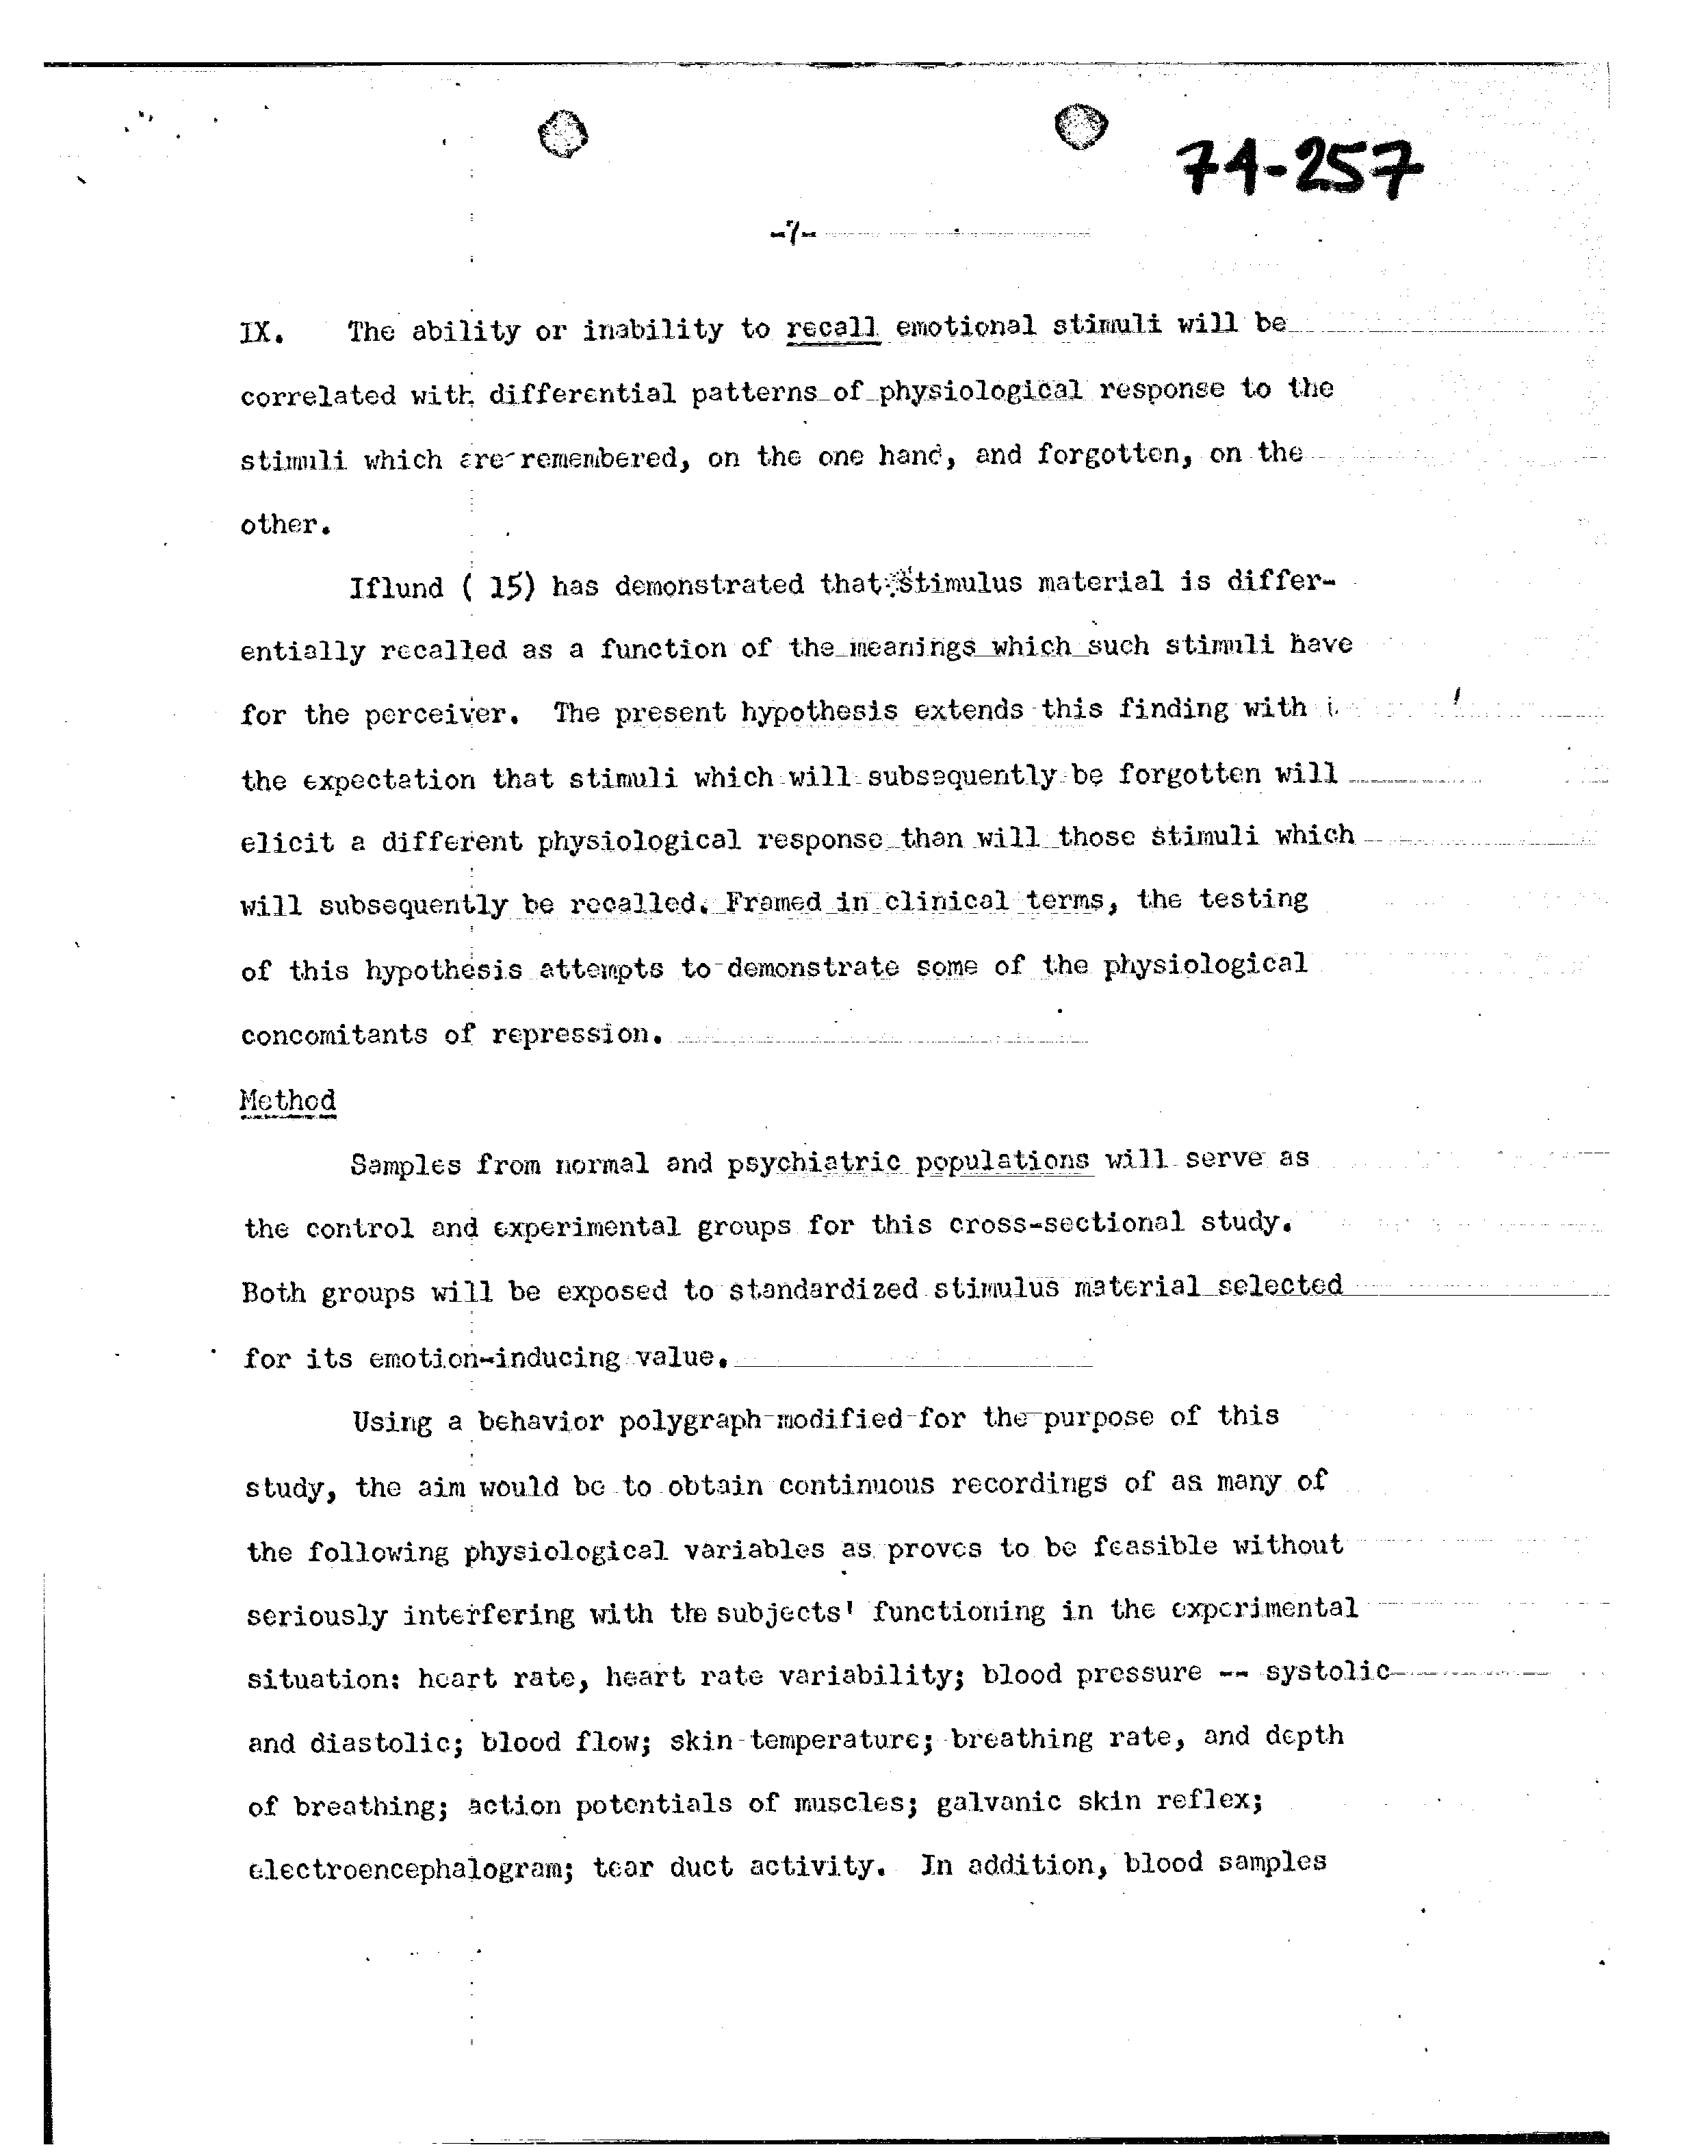 74-257
-7-
IX. The ability or inability to recall emotional stimuli will be
correlated with differential patterns of physiological response to the
stimuli which are remembered, on the one hand, and forgotten, on the
other.
Iflund ( 15) has demonstrated that stimulus material is differ-
entially recalled as a function of the meanings which such stimuli have
for the perceiver. The present hypothesis extends this finding with
the expectation that stimuli which will subsequently be forgotten will
elicit a different physiological response than will those stimuli which
will subsequently be recalled. Framed in clinical terms, the testing
of this hypothesis attempts to demonstrate some of the physiological
concomitants of repression.
Method
Samples from normal and psychiatric populations will serve as
the control and experimental groups for this cross-sectional study.
Both groups will be exposed to standardized stimulus material selected
for its emotion-inducing value.
Using a behavior polygraph modified for the purpose of this
study, the aim would be to obtain continuous recordings of as many of
the following physiological variables as proves to be feasible without
seriously interfering with the subjects' functioning in the experimental
situation: heart rate, heart rate variability; blood pressure -- systolic
and diastolic; blood flow; skin temperature; breathing rate, and depth
of breathing; action potentials of muscles; galvanic skin reflex;
electroencephalogram; tear duct activity. In addition, blood samples